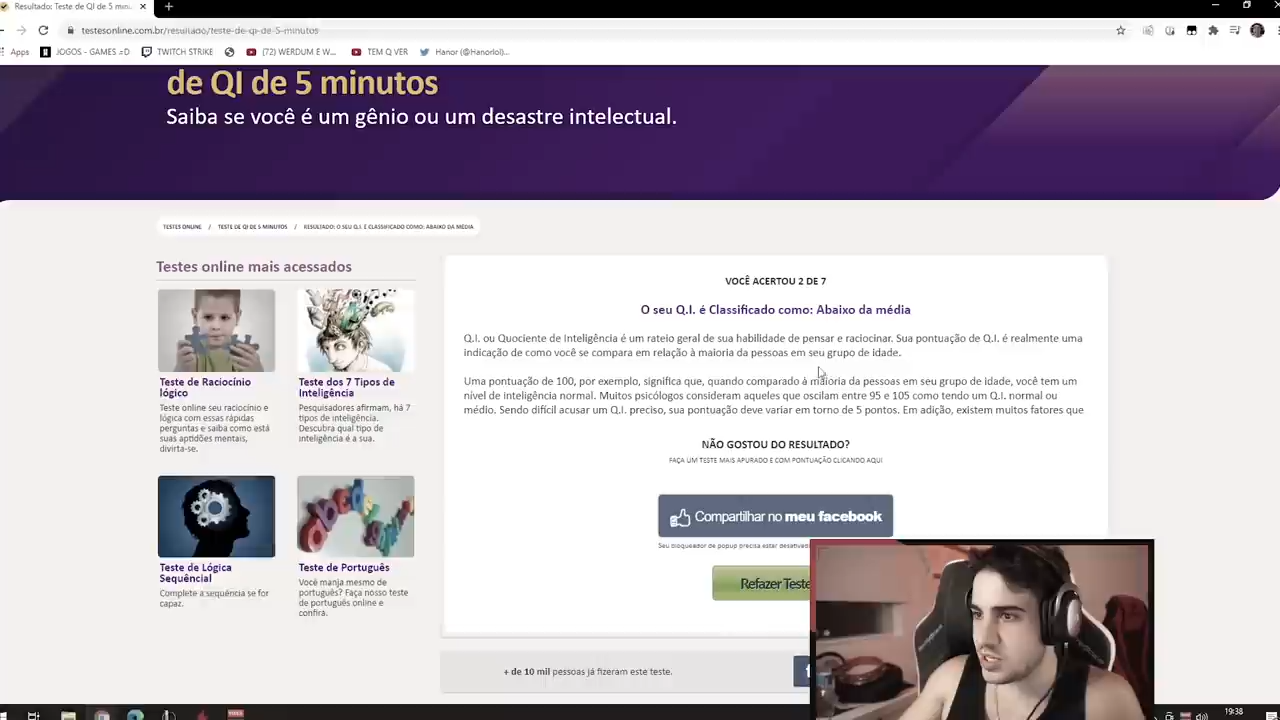 Resultado: Teste de QI de 5 minu
testesonline.com.br/resultado/teste-de-qi-de-5-minutos
Apps
JOGOS - GAMES =D
TWITCH STRIKE
(72) WERDUM E W...
TEM Q VER
Hanor (@Hanorlol)...
de QI de 5 minutos
Saiba se você é um gênio ou um desastre intelectual.
TESTES ONLINE / TESTE DE QI DE 5 MINUTOS / RESULTADO: O SEU Q.I. É CLASSIFICADO COMO: ABAIXO DA MÉDIA
Testes online mais acessados
Teste de Raciocínio
lógico
Teste online seu raciocínio e
lógica com essas rápidas
perguntas e saiba como está
suas aptidões mentais,
divirta-se.
Teste dos 7 Tipos de
Inteligência
Pesquisadores afirmam, há 7
tipos de inteligência.
Descubra qual tipo de
inteligência é a sua.
Teste de Lógica
Sequêncial
Complete a sequência se for
capaz.
Teste de Português
Você manja mesmo de
português? Faça nosso teste
de português online e
confira.
VOCÊ ACERTOU 2 DE 7
O seu Q.I. é Classificado como: Abaixo da média
Q.I. ou Quociente de Inteligência é um rateio geral de sua habilidade de pensar e raciocinar. Sua pontuação de Q.I. é realmente uma
indicação de como você se compara em relação à maioria da pessoas em seu grupo de idade.
Uma pontuação de 100, por exemplo, significa que, quando comparado à maioria da pessoas em seu grupo de idade, você tem um
nível de inteligência normal. Muitos psicólogos consideram aqueles que oscilam entre 95 e 105 como tendo um Q.I. normal ou
médio. Sendo difícil acusar um Q.I. preciso, sua pontuação deve variar em torno de 5 pontos. Em adição, existem muitos fatores que
NÃO GOSTOU DO RESULTADO?
FAÇA UM TESTE MAIS APURADO E COM PONTUAÇÃO CLICANDO AQUI
Compartilhar no meu facebook
Seu bloqueador de popup precisa estar desativad
Refazer Teste
+ de 10 mil pessoas já fizeram este teste.
19:38